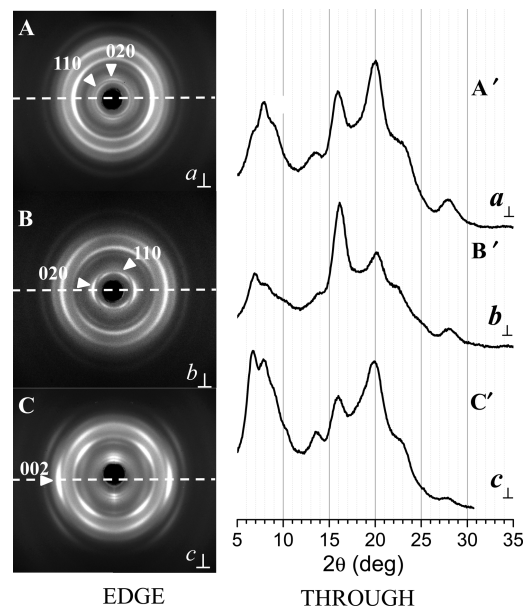 A
110
020
a⊥
B
020
110
b⊥
C
002
c⊥
EDGE
A′
a⊥
B′
b⊥
C′
c⊥
5 10 15 20 25 30 35
2θ (deg)
THROUGH